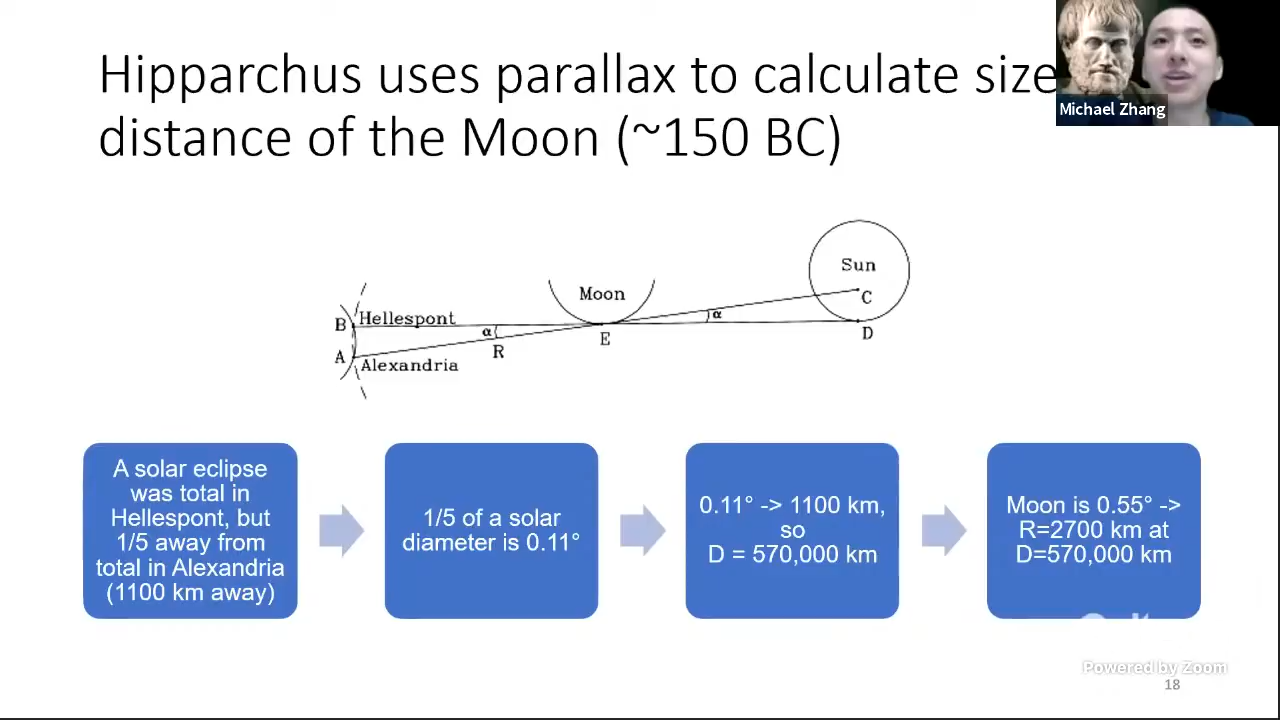 Hipparchus uses parallax to calculate size
distance of the Moon (~150 BC)
Michael Zhang
Sun
C
Moon
B
Hellespont
α
α
D
E
R
A
Alexandria
A solar eclipse
was total in
Hellespont, but
1/5 away from
total in Alexandria
(1100 km away)
1/5 of a solar
diameter is 0.11°
0.11° -> 1100 km,
so
D = 570,000 km
Moon is 0.55° ->
R=2700 km at
D=570,000 km
Powered by Zoom
18